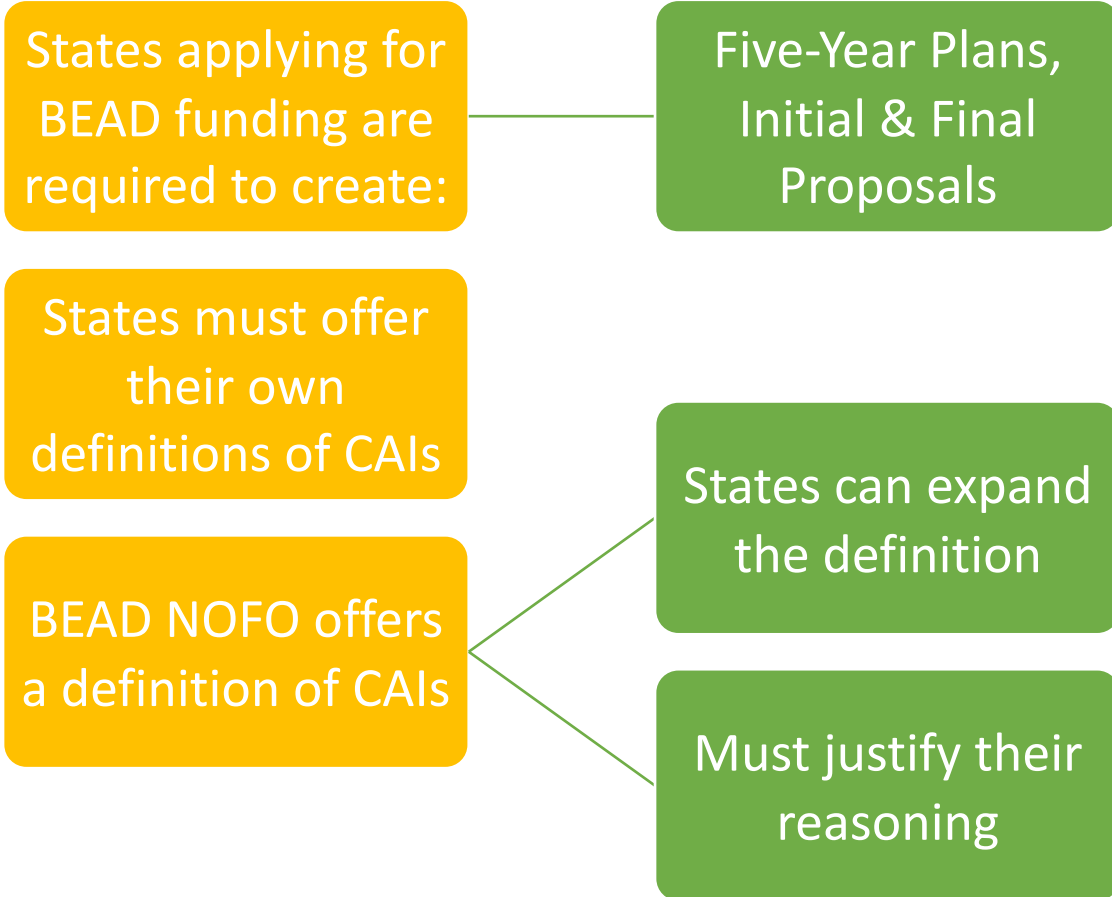 States applying for
BEAD funding are
required to create:
Five-Year Plans,
Initial & Final
Proposals
States must offer
their own
definitions of CAIs
BEAD NOFO offers
a definition of CAIs
States can expand
the definition
Must justify their
reasoning